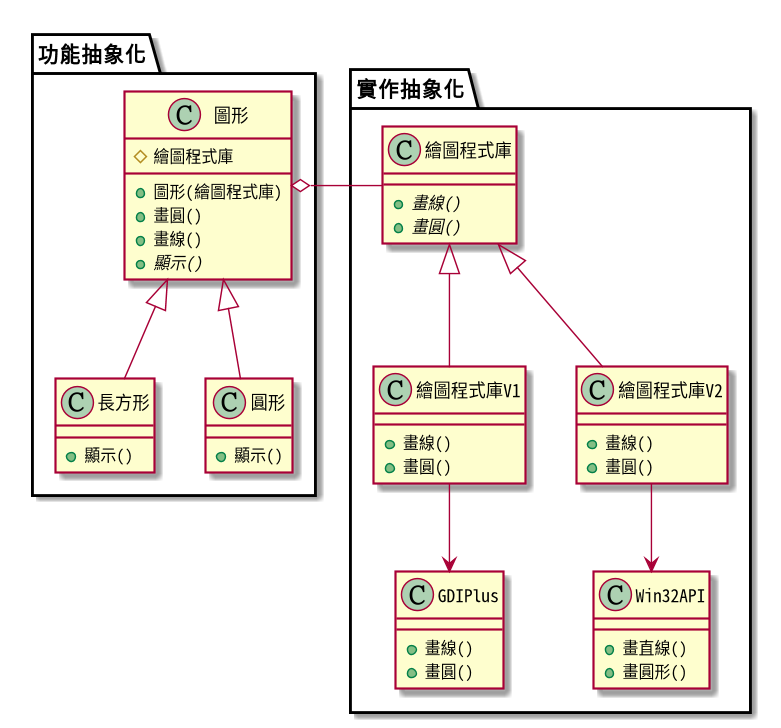 功能抽象化
C 圖形
繪圖程式庫
圖形(繪圖程式庫)
畫圓()
畫線()
顯示()
C 長方形
顯示()
C 圓形
顯示()
實作抽象化
C 繪圖程式庫
畫線()
畫圓()
C 繪圖程式庫V1
畫線()
畫圓()
C 繪圖程式庫V2
畫線()
畫圓()
C GDIPlus
畫線()
畫圓()
C Win32API
畫直線()
畫圓形()